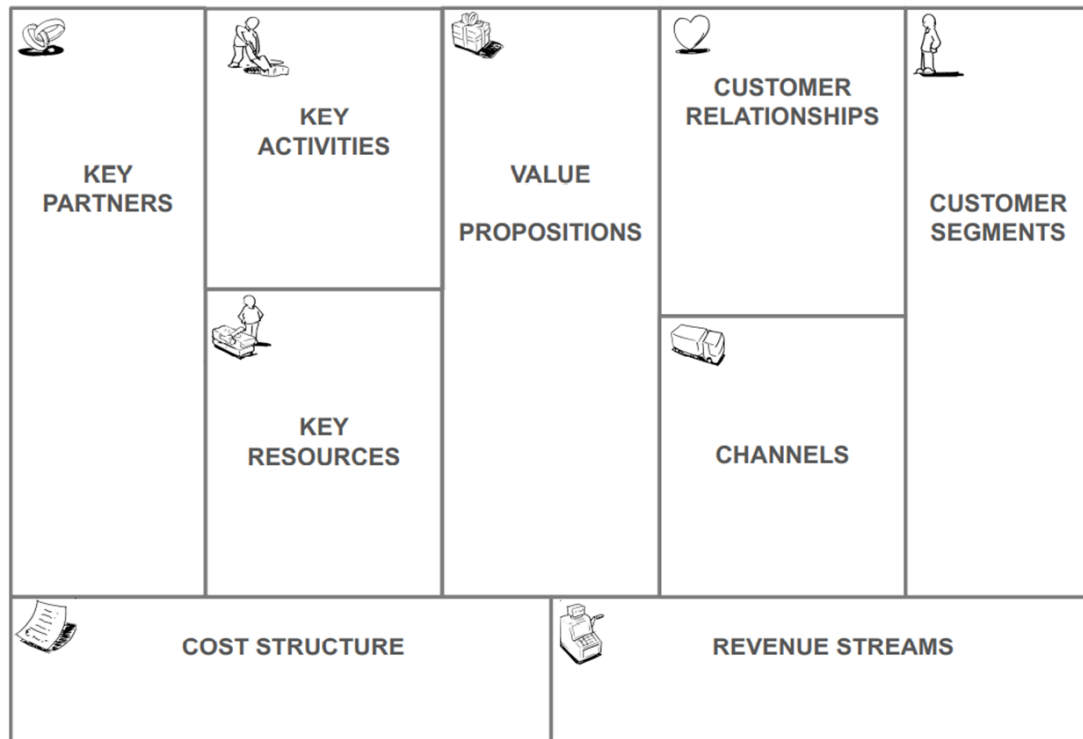 KEY
PARTNERS
KEY
ACTIVITIES
KEY
RESOURCES
VALUE
PROPOSITIONS
CUSTOMER
RELATIONSHIPS
CHANNELS
CUSTOMER
SEGMENTS
COST STRUCTURE
REVENUE STREAMS